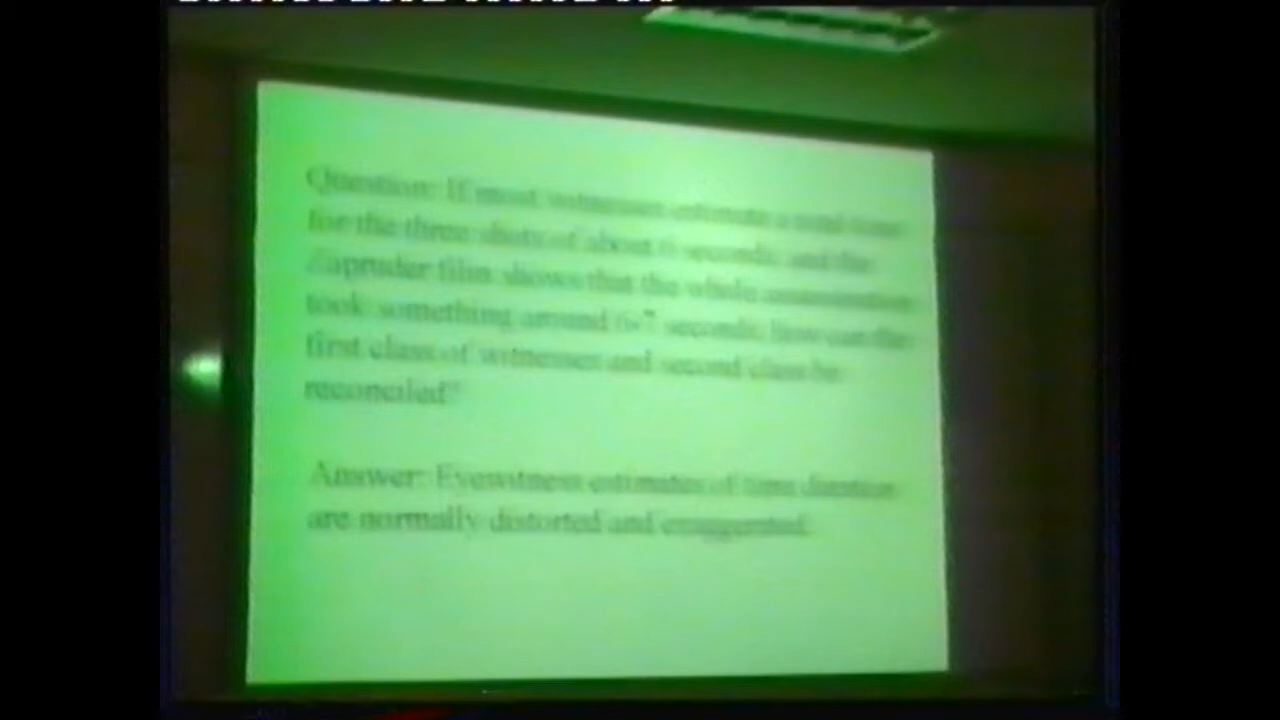 Question: If most witnesses estimate a total time
for the three shots of about 6 seconds, and the
Zapruder film shows that the whole assassination
took something around 6-7 seconds, how can the
first class of witnesses and second class be
reconciled?
Answer: Eyewitness estimates of time duration
are normally distorted and exaggerated.